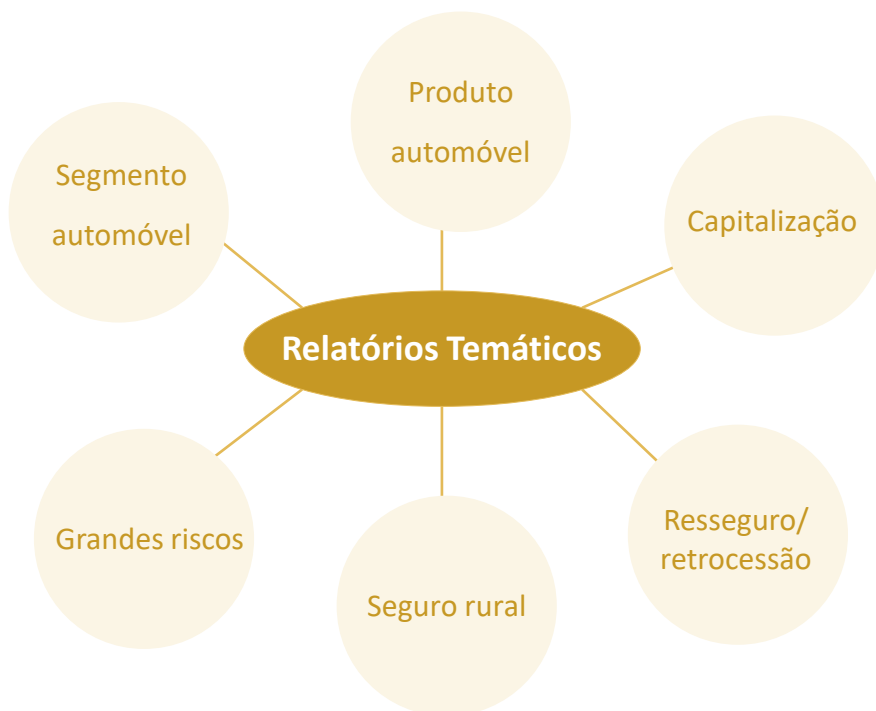 Produto
automóvel
Segmento
automóvel
Capitalização
Relatórios Temáticos
Grandes riscos
Resseguro/
retrocessão
Seguro rural